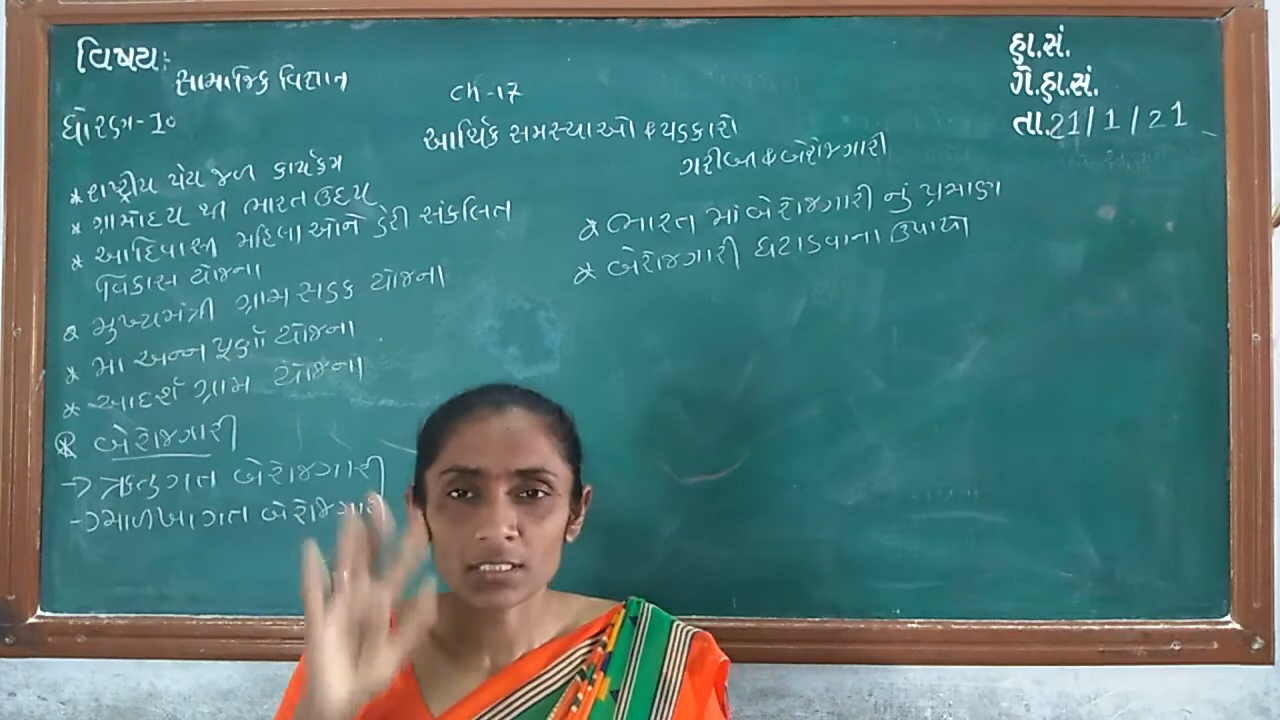 વિષય:
સામાજિક વિજ્ઞાન
ધોરણ-10
ch-17
આર્થિક સમસ્યાઓ & પડકારો
ગરીબી & બેરોજગારી
હા.સં.
ગે.હા.સં.
તા.21/1/21
* રાષ્ટ્રીય પેય જળ કાર્યક્રમ
* ગ્રામોદય થી ભારત ઉદય
* આદિવાસી મહિલાઓને સંકલિત
વિકાસ યોજના
* મુખ્યમંત્રી ગ્રામ સડક યોજના
* મા અન્નપૂર્ણા યોજના
* આદર્શ ગ્રામ યોજના
* બેરોજગારી
→ ઋતુગત બેરોજગારી
→ માળખાગત બેરોજગારી
* ભારત માં બેરોજગારી નું પ્રમાણ
* બેરોજગારી ઘટાડવાના ઉપાયો